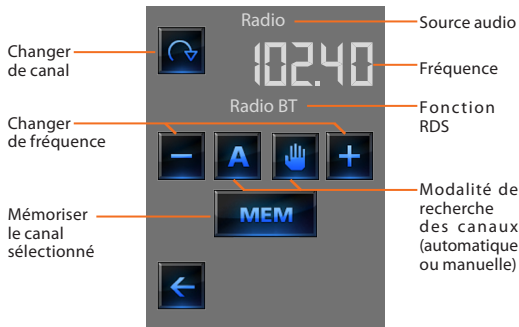 Radio
Source audio
Changer
de canal
102.40
Fréquence
Radio BT
Fonction
RDS
Changer
de fréquence
A
Modalité de
recherche
des canaux
(automatique
ou manuelle)
Mémoriser
le canal
sélectionné
MEM